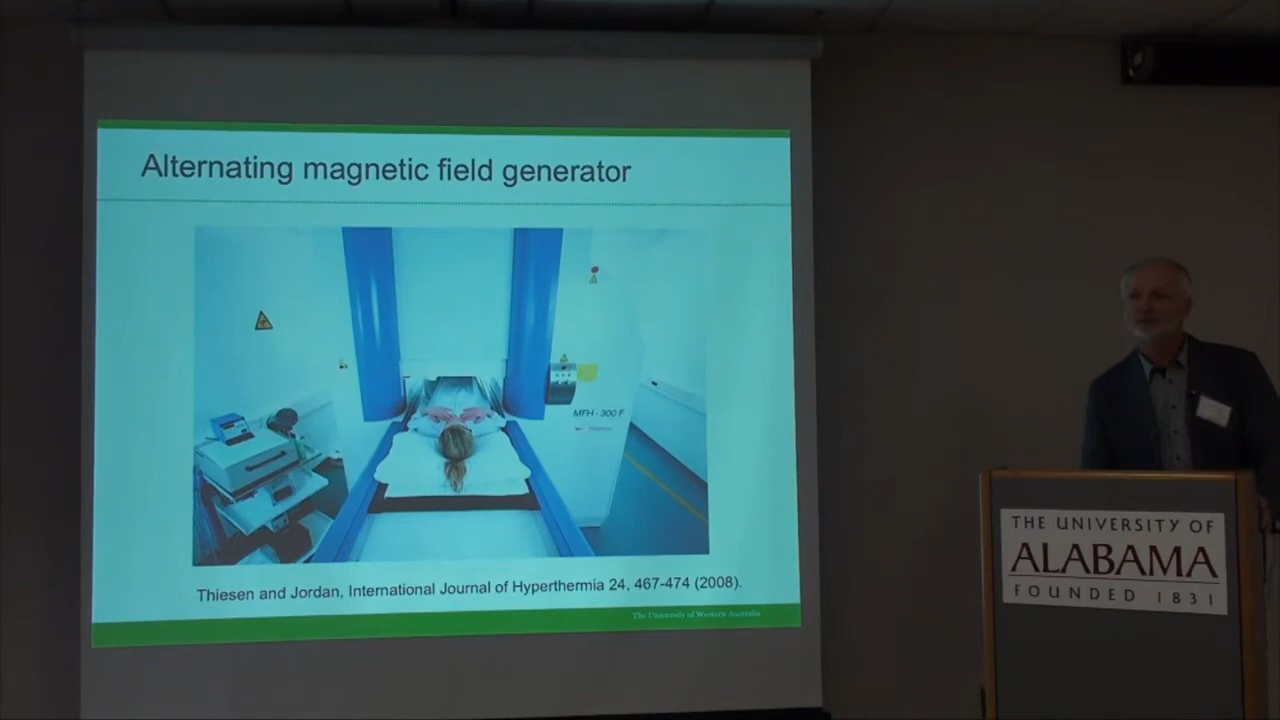 Alternating magnetic field generator
MFH - 300 F
Thiesen and Jordan, International Journal of Hyperthermia 24, 467-474 (2008).
The University of Western Australia
THE UNIVERSITY OF
ALABAMA
FOUNDED 1831